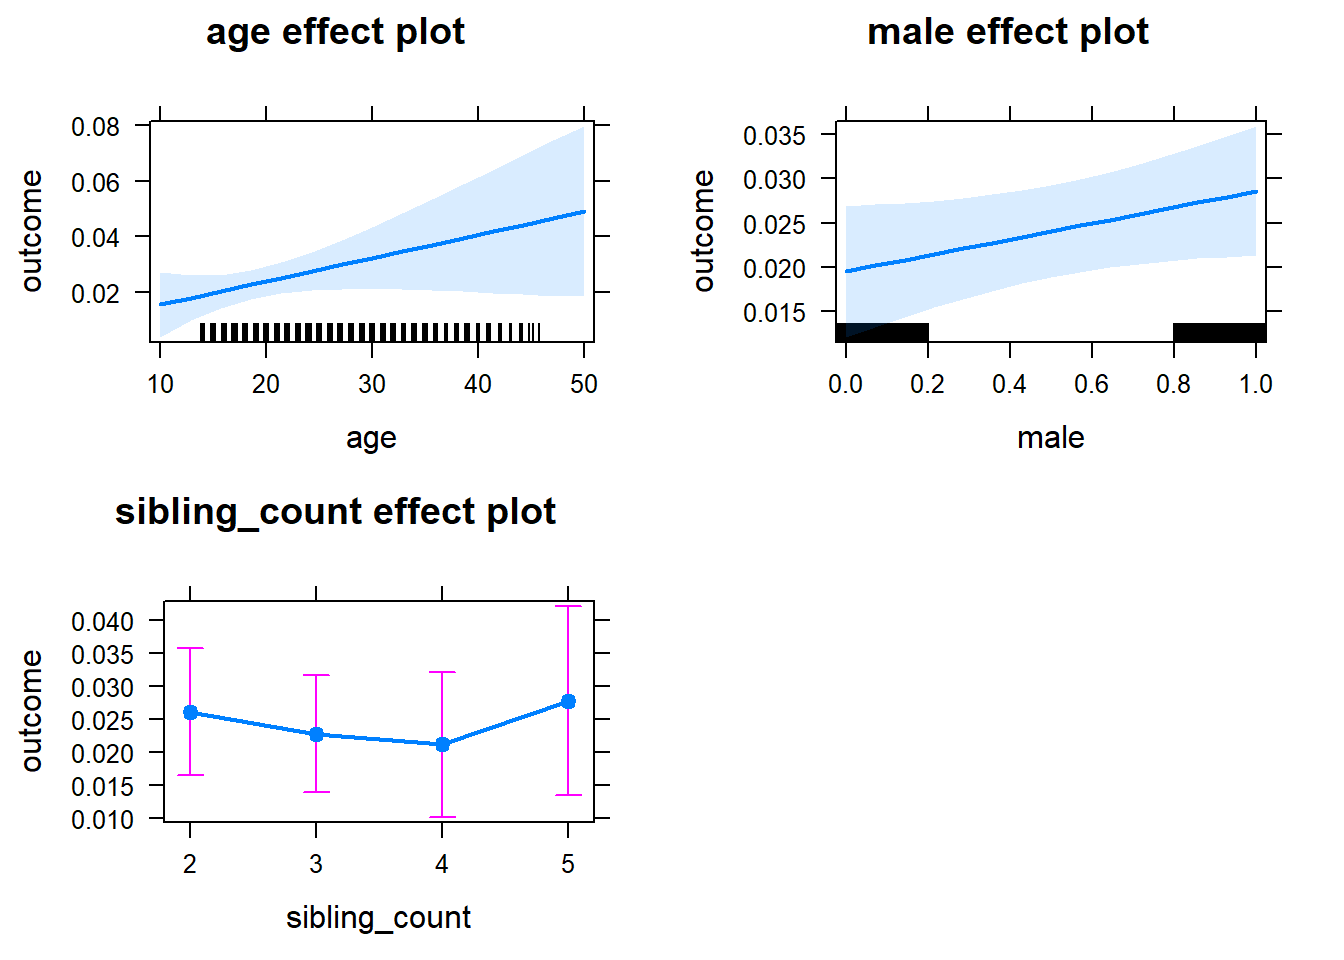 age effect plot
outcome
0.08
0.06
0.04
0.02
10 20 30 40 50
age
male effect plot
outcome
0.035
0.030
0.025
0.020
0.015
0.0 0.2 0.4 0.6 0.8 1.0
male
sibling_count effect plot
outcome
0.040
0.035
0.030
0.025
0.020
0.015
0.010
2 3 4 5
sibling_count